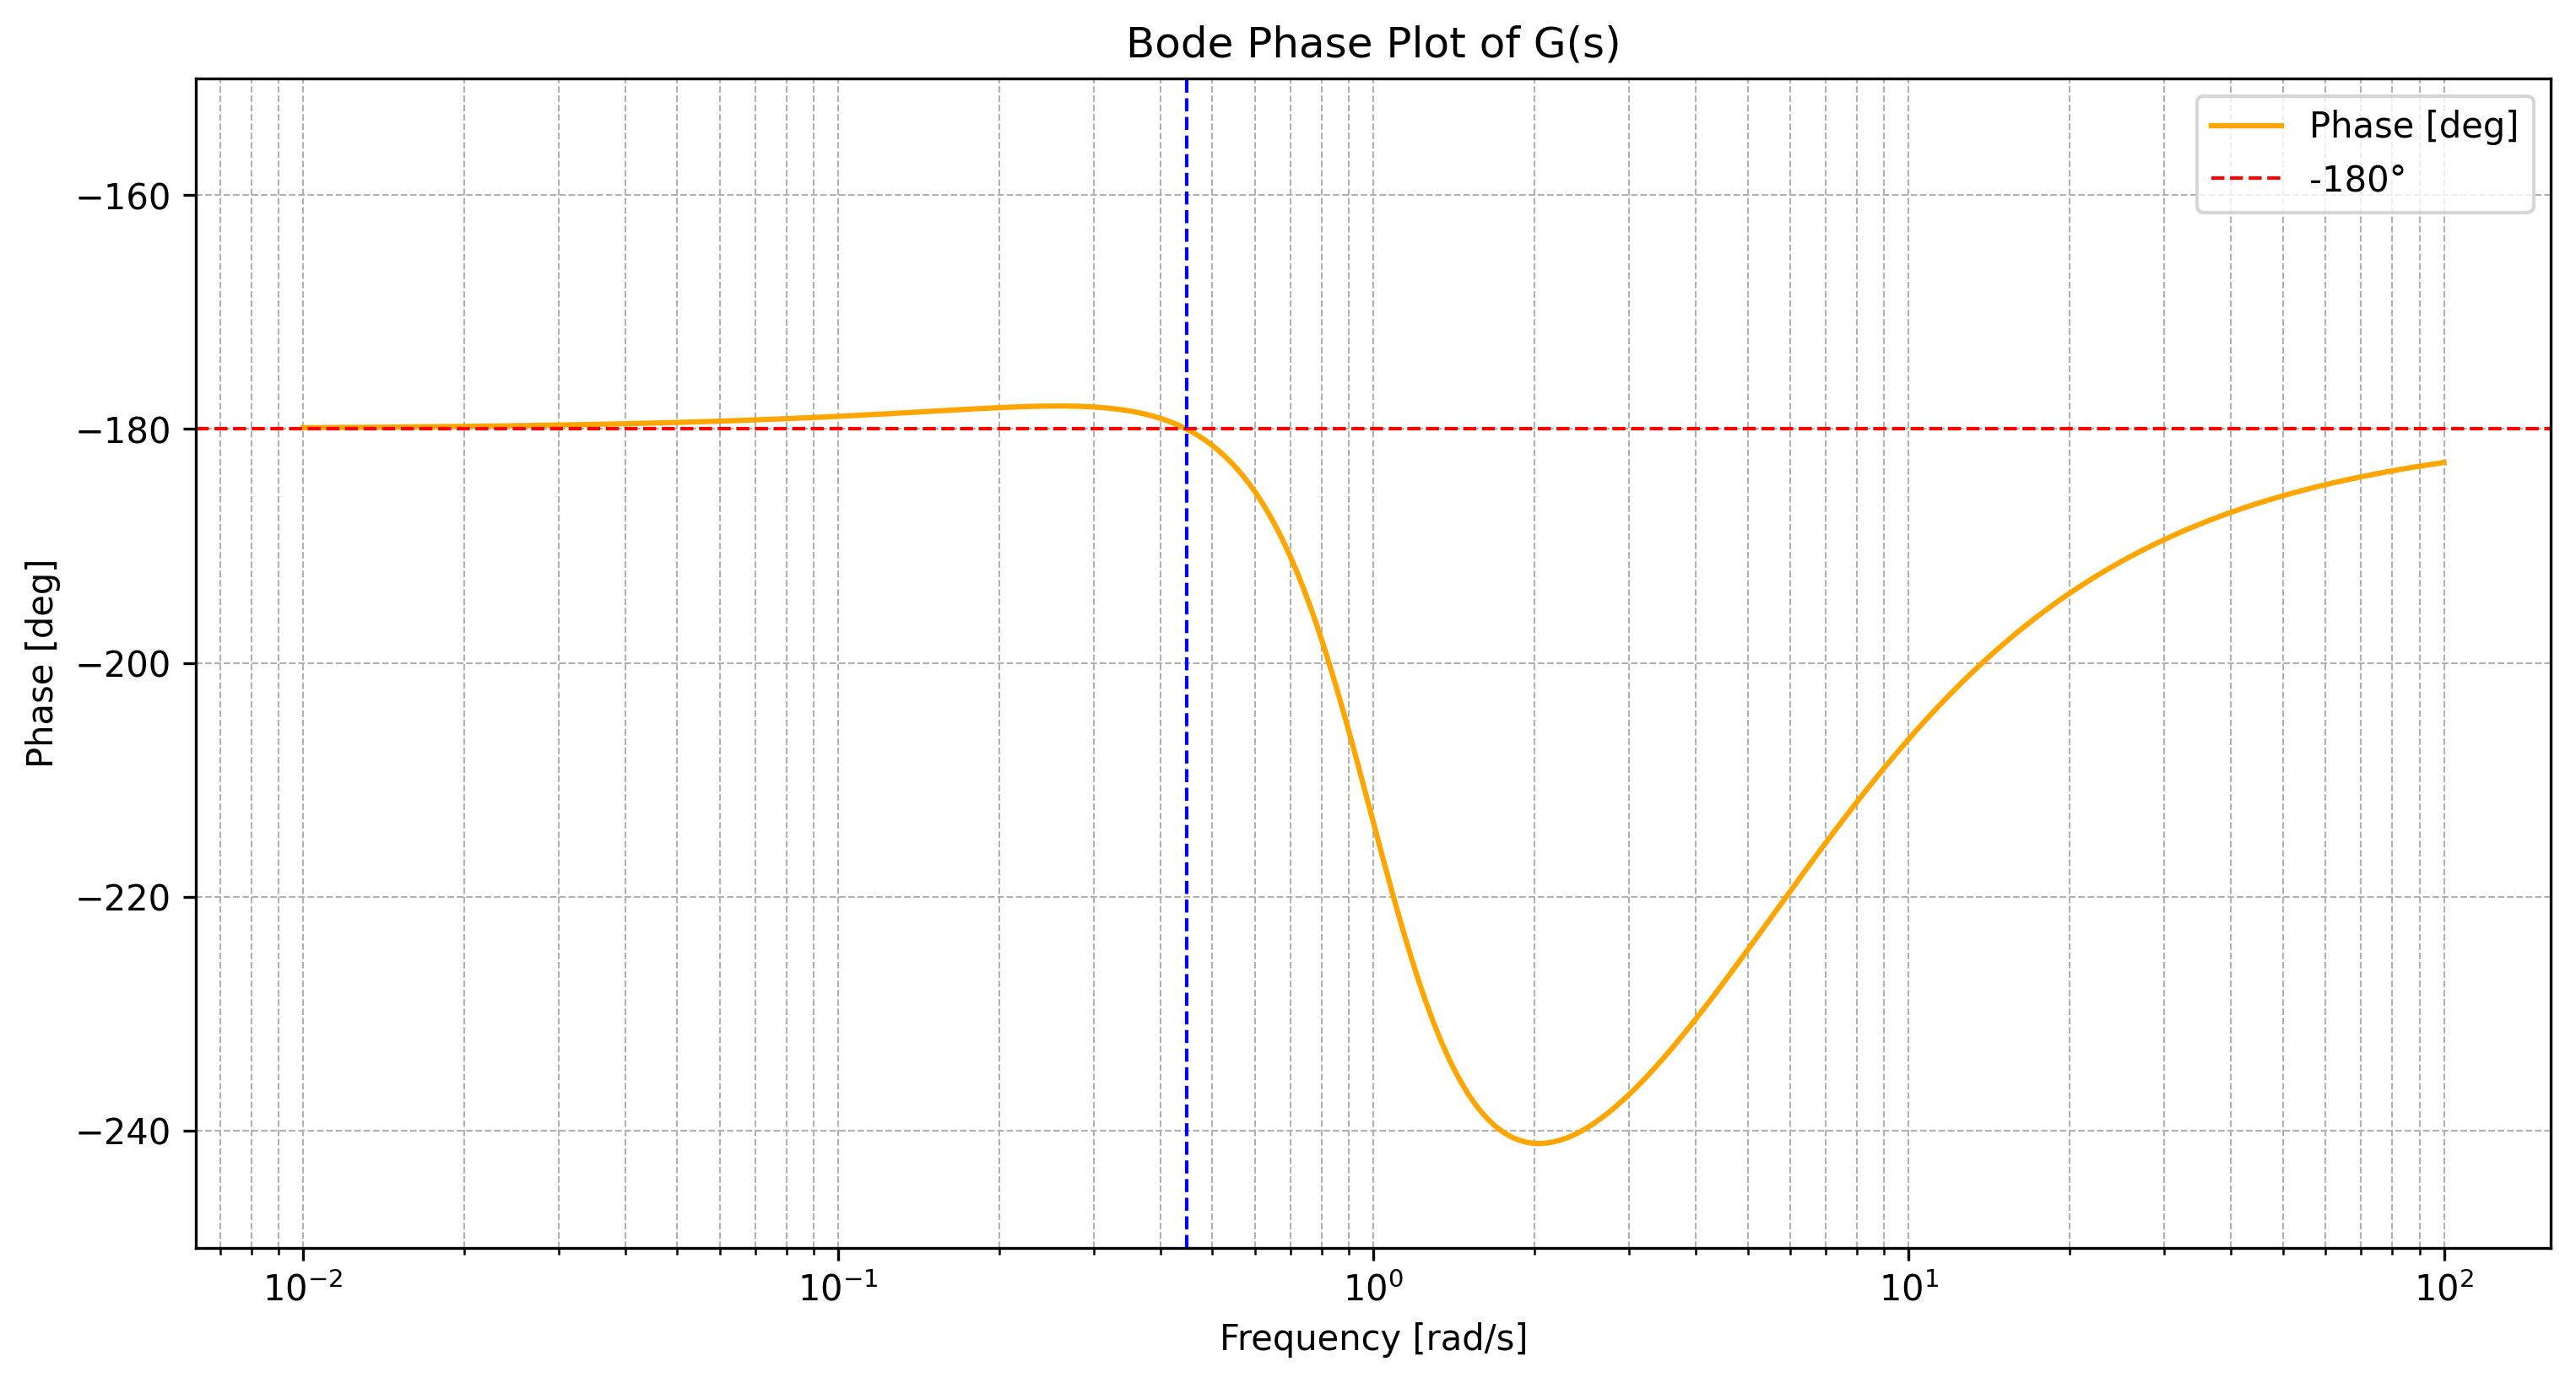 Bode Phase Plot of G(s)
Phase [deg]
-180°
−160
−180
−200
−220
−240
Phase [deg]
10⁻² 10⁻¹ 10⁰ 10¹ 10²
Frequency [rad/s]